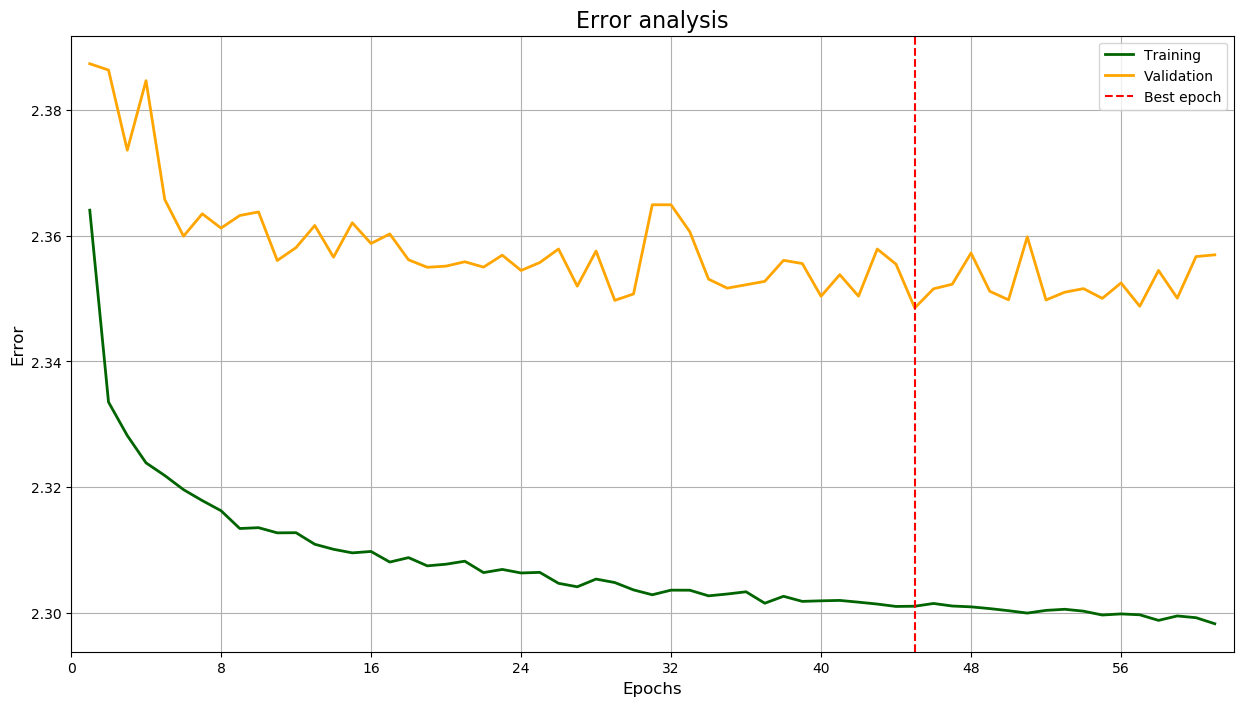 Error analysis
Training
Validation
Best epoch
2.38
2.36
2.34
2.32
2.30
Error
0 8 16 24 32 40 48 56
Epochs